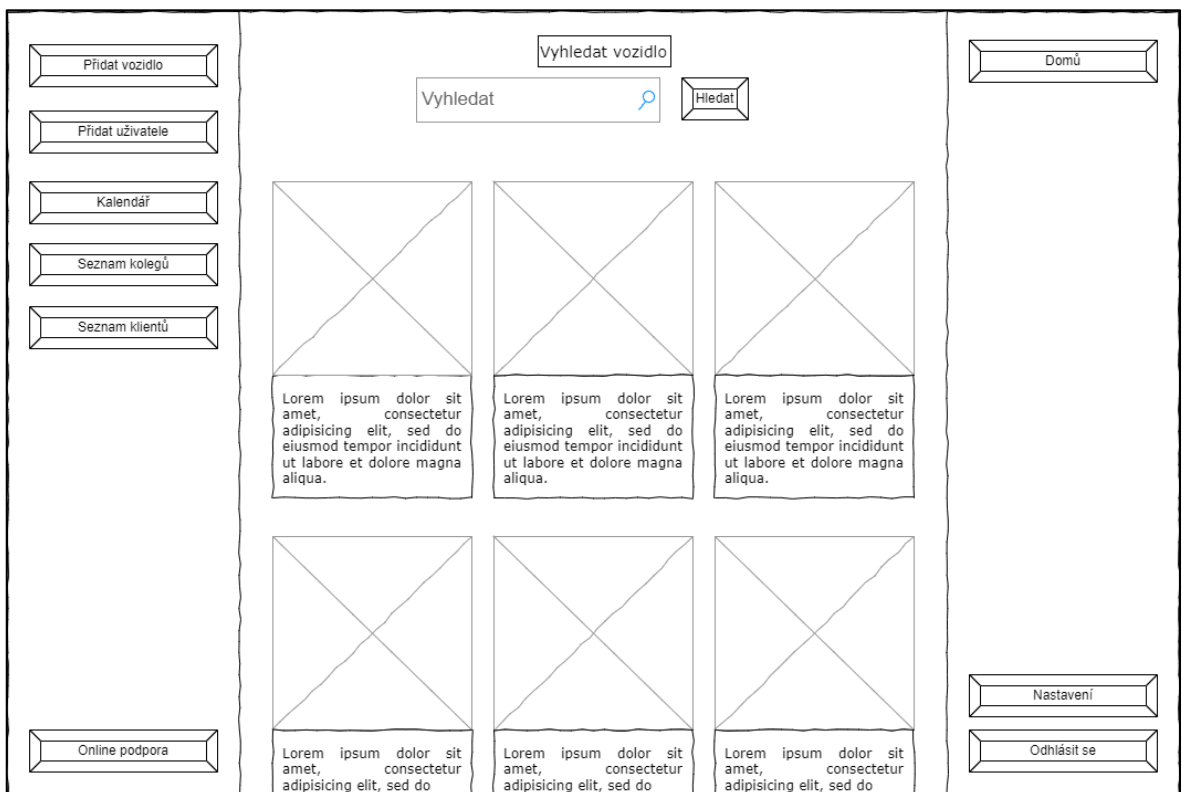 Přidat vozidlo
Přidat uživatele
Kalendář
Seznam kolegů
Seznam klientů
Online podpora
Vyhledat vozidlo
Vyhledat
Hledat
Lorem ipsum dolor sit
amet, consectetur
adipisicing elit, sed do
eiusmod tempor incididunt
ut labore et dolore magna
aliqua.
Lorem ipsum dolor sit
amet, consectetur
adipisicing elit, sed do
eiusmod tempor incididunt
ut labore et dolore magna
aliqua.
Lorem ipsum dolor sit
amet, consectetur
adipisicing elit, sed do
eiusmod tempor incididunt
ut labore et dolore magna
aliqua.
Lorem ipsum dolor sit
amet, consectetur
adipisicing elit, sed do
Lorem ipsum dolor sit
amet, consectetur
adipisicing elit, sed do
Lorem ipsum dolor sit
amet, consectetur
adipisicing elit, sed do
Domů
Nastavení
Odhlásit se